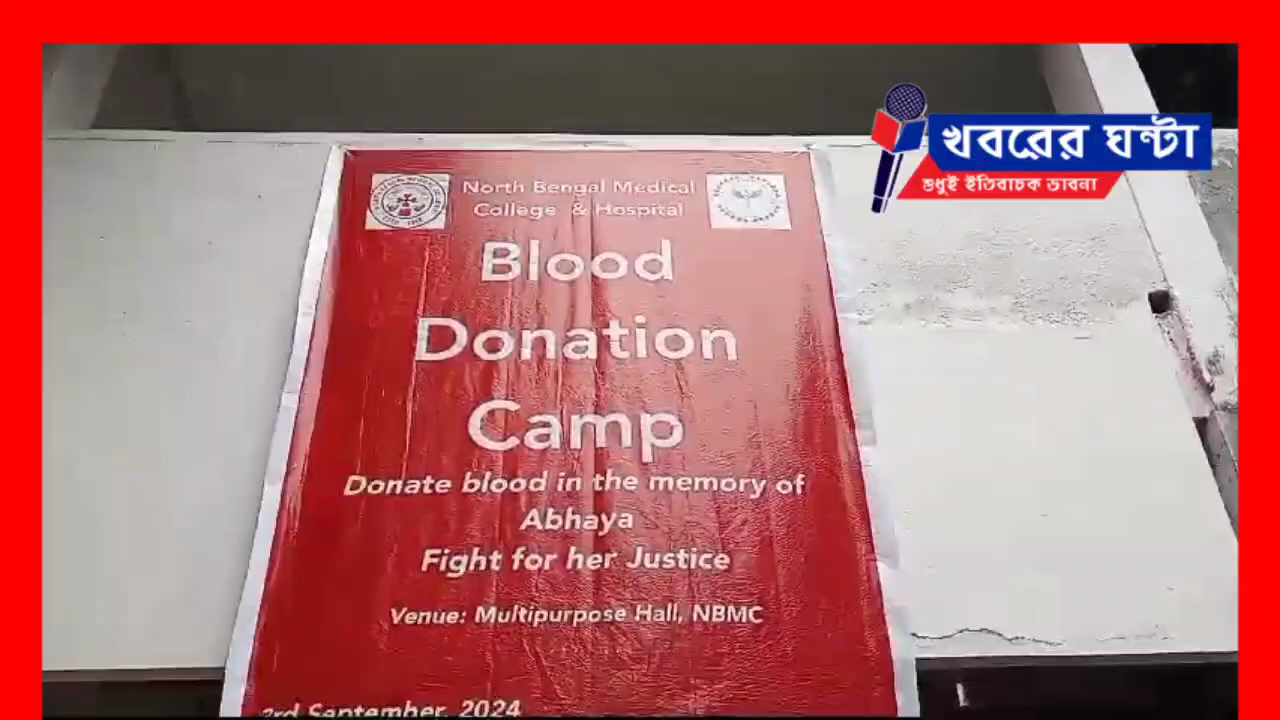 খবরের ঘন্টা
শুধুই ইতিবাচক ভাবনা
North Bengal Medical
College & Hospital
Blood
Donation
Camp
Donate blood in the memory of
Abhaya
Fight for her Justice
Venue: Multipurpose Hall, NBMC
3rd September, 2024